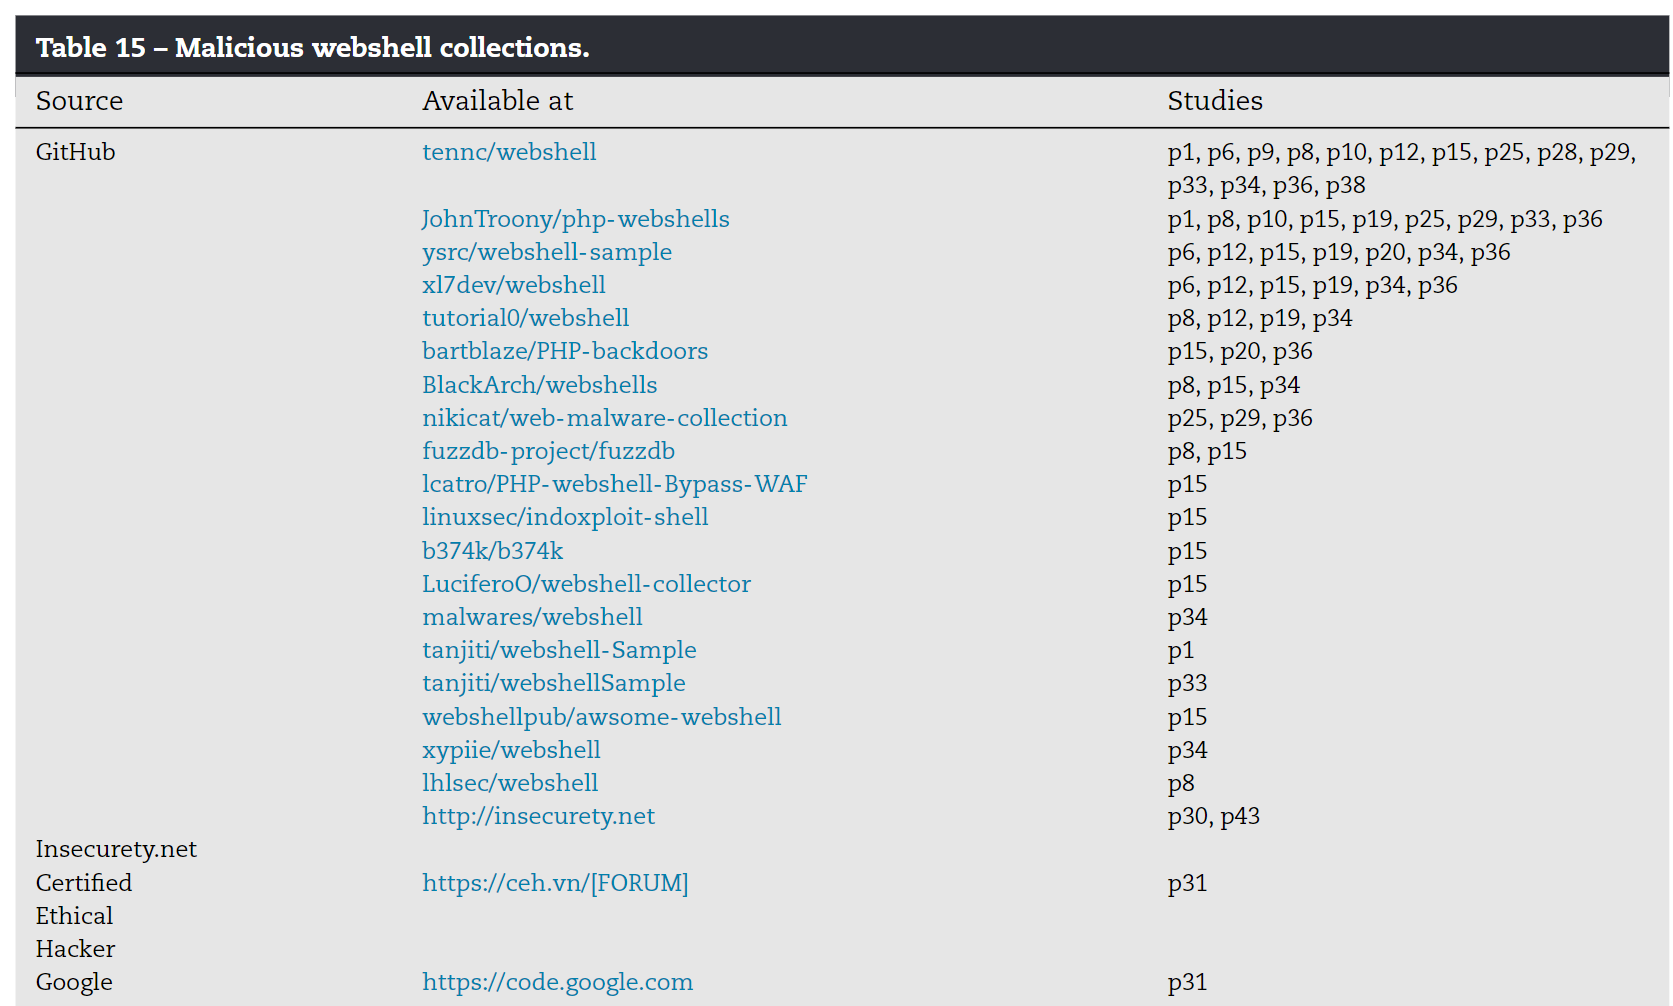 Table 15 – Malicious webshell collections.
Source Available at Studies
GitHub tennc/webshell p1, p6, p9, p8, p10, p12, p15, p25, p28, p29,
p33, p34, p36, p38
JohnTroony/php-webshells p1, p8, p10, p15, p19, p25, p29, p33, p36
ysrc/webshell-sample p6, p12, p15, p19, p20, p34, p36
xl7dev/webshell p6, p12, p15, p19, p34, p36
tutorial0/webshell p8, p12, p19, p34
bartblaze/PHP-backdoors p15, p20, p36
BlackArch/webshells p8, p15, p34
nikicat/web-malware-collection p25, p29, p36
fuzzdb-project/fuzzdb p8, p15
lcatro/PHP-webshell-Bypass-WAF p15
linuxsec/indoxploit-shell p15
b374k/b374k p15
LuciferoO/webshell-collector p15
malwares/webshell p34
tanjiti/webshell-Sample p1
tanjiti/webshellSample p33
webshellpub/awsome-webshell p15
xypiie/webshell p34
lhlsec/webshell p8
http://insecurety.net p30, p43
Insecurety.net
Certified https://ceh.vn/[FORUM] p31
Ethical
Hacker
Google https://code.google.com p31